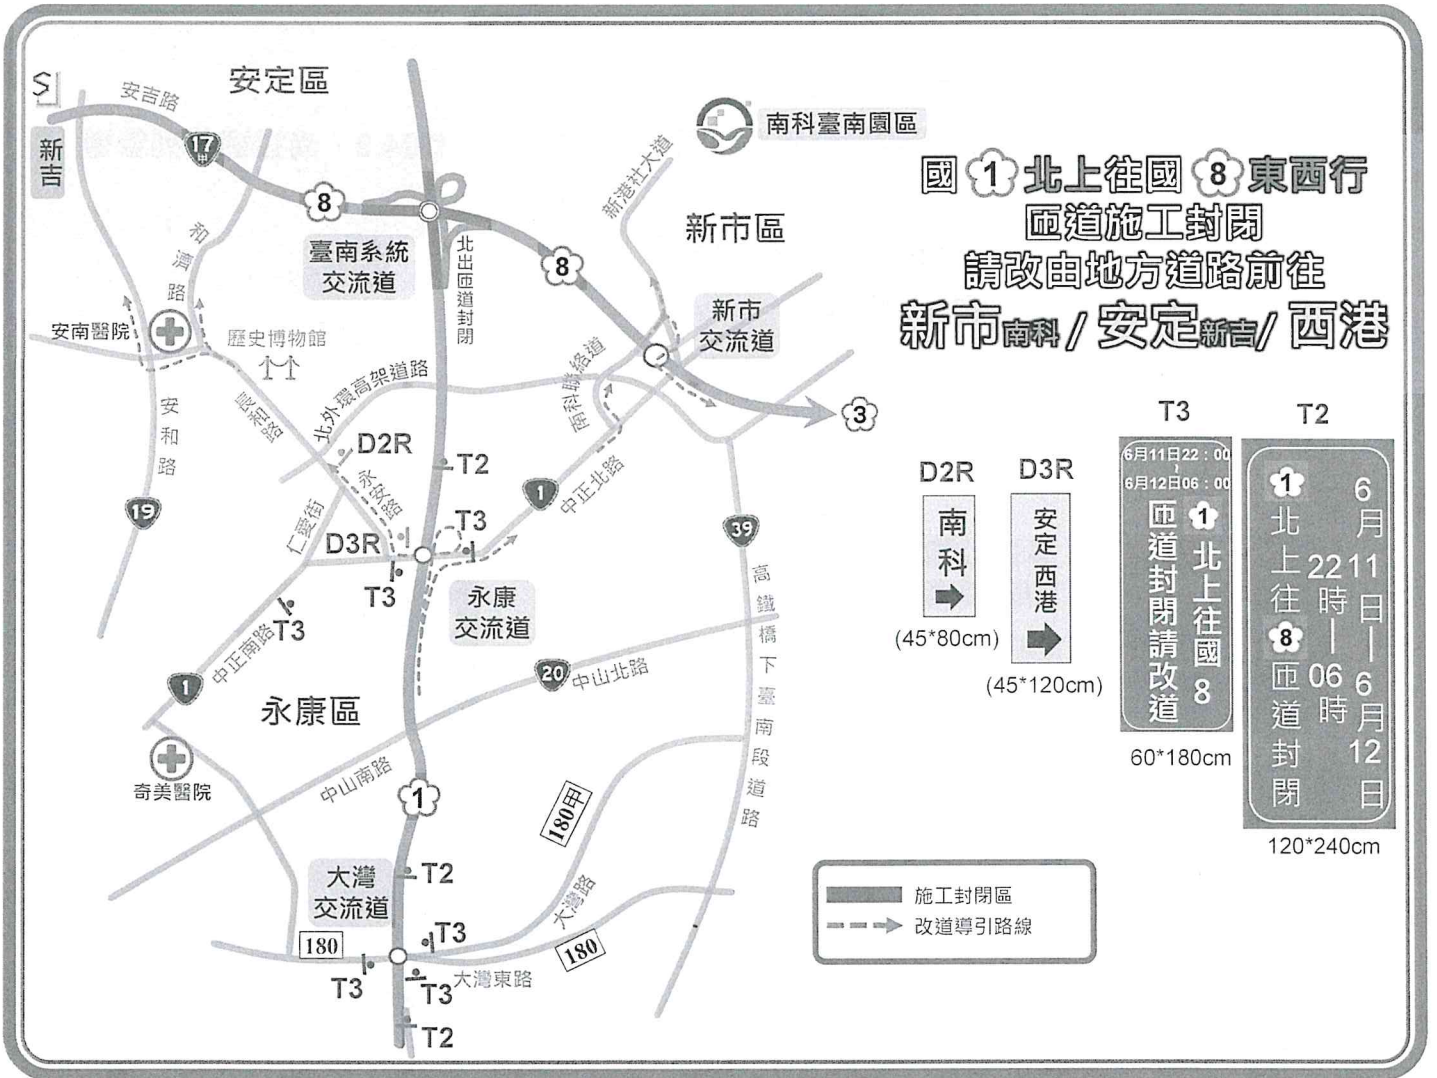 安定區
安吉路
新吉
17
甲
8
臺南系統
交流道
北出匝道封閉
南科臺南園區
新港社大道
新市區
8
新市
交流道
和濟路
安南醫院
歷史博物館
長和路
北外環高架道路
南科聯絡道
3
安和路
19
D2R
T2
永安路
仁愛街
D3R
T3
T3
T3
1
中正北路
39
高鐵橋下臺南段道路
永康
交流道
中正南路
1
永康區
20
中山北路
中山南路
奇美醫院
1
180甲
大灣
交流道
T2
大灣路
180
T3
180
T3
T3
大灣東路
T2
國1北上往國8東西行
匝道施工封閉
請改由地方道路前往
新市南科/安定新吉/西港
D2R
南科
(45*80cm)
D3R
安定 西港
(45*120cm)
T3
6月11日22:00
~
6月12日06:00
1北上往國8
匝道封閉請改道
60*180cm
T2
6月11日—6月12日
22時—06時
1北上往8匝道封閉
120*240cm
施工封閉區
改道導引路線